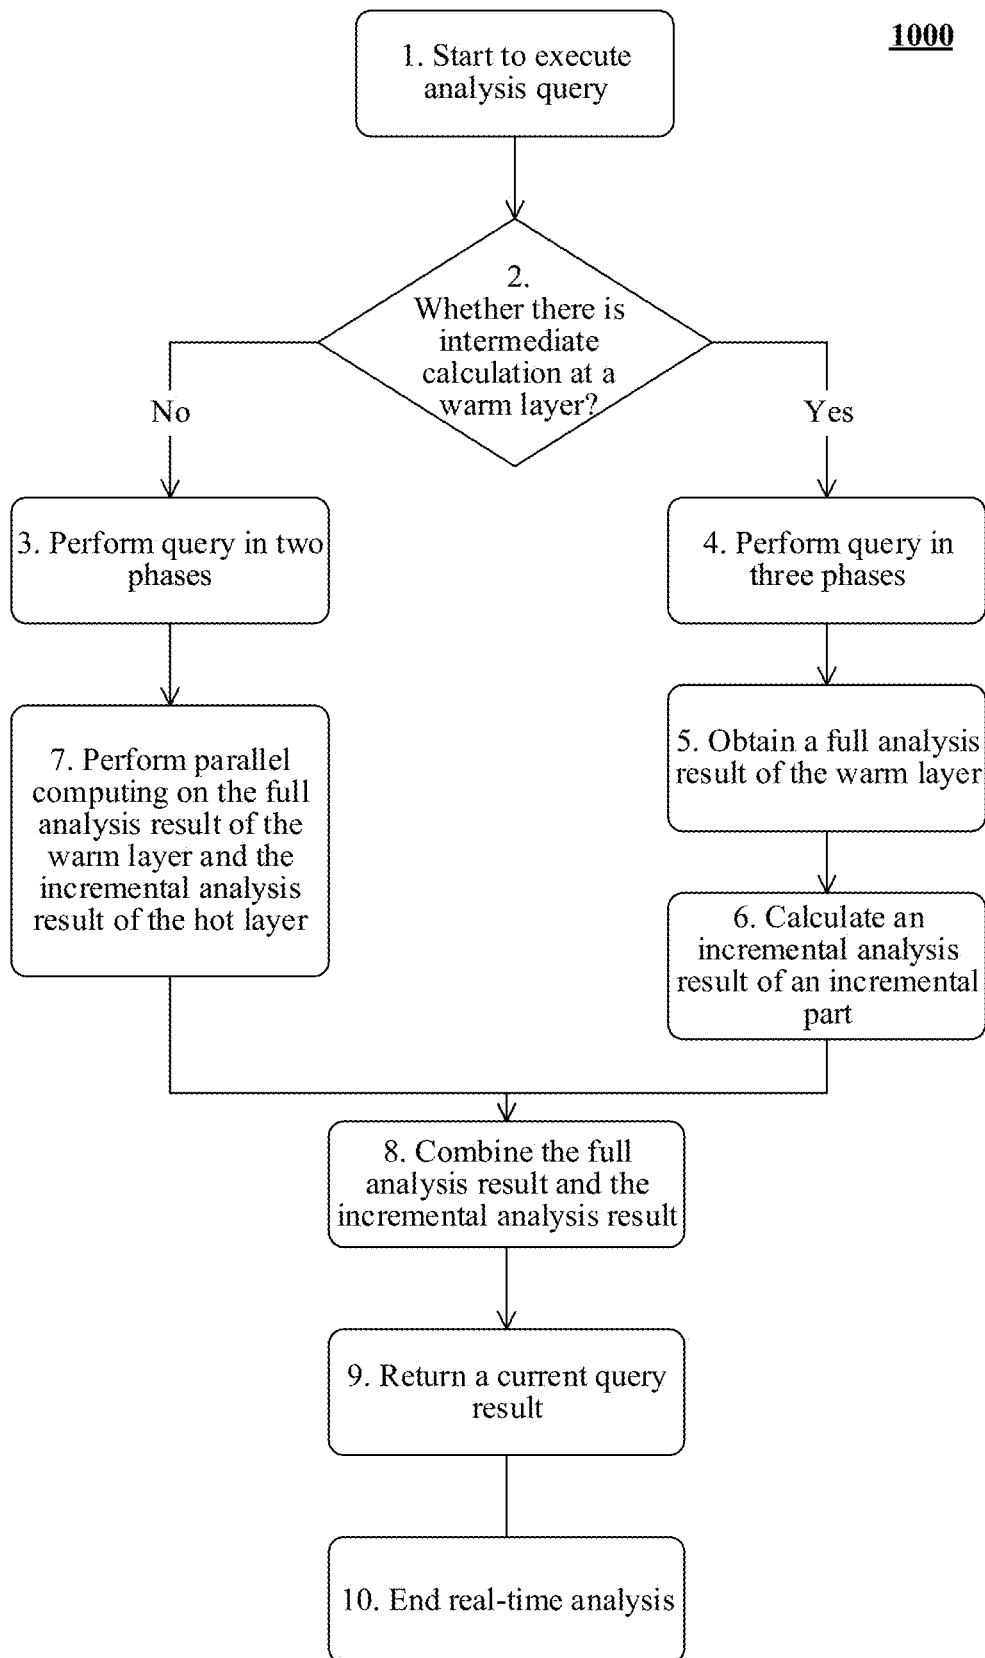 1000
1. Start to execute
analysis query
2.
Whether there is
intermediate
calculation at a
warm layer?
No
Yes
3. Perform query in two
phases
4. Perform query in
three phases
5. Obtain a full analysis
result of the warm layer
7. Perform parallel
computing on the full
analysis result of the
warm layer and the
incremental analysis
result of the hot layer
6. Calculate an
incremental analysis
result of an incremental
part
8. Combine the full
analysis result and the
incremental analysis result
9. Return a current query
result
10. End real-time analysis